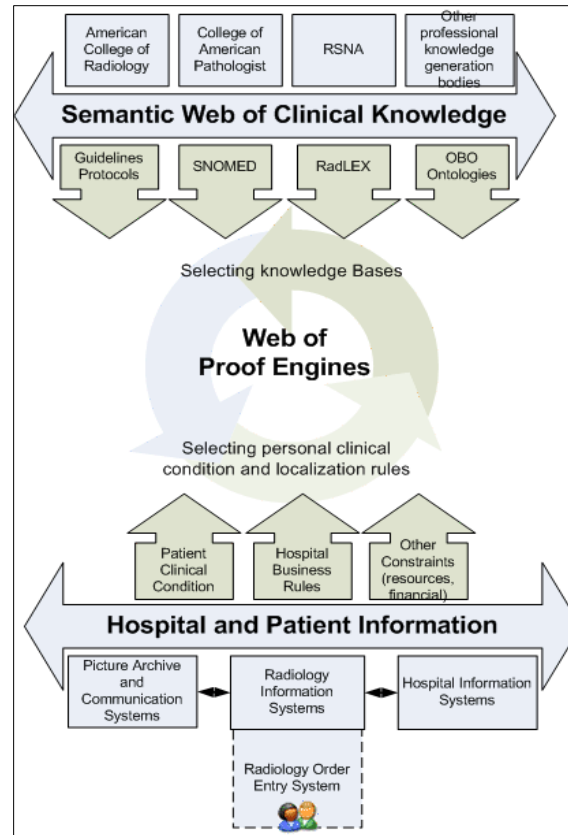 American
College of
Radiology
College of
American
Pathologist
RSNA
Other
professional
knowledge
generation
bodies
Semantic Web of Clinical Knowledge
Guidelines
Protocols
SNOMED
RadLEX
OBO
Ontologies
Selecting knowledge Bases
Web of
Proof Engines
Selecting personal clinical
condition and localization rules
Patient
Clinical
Condition
Hospital
Business
Rules
Other
Constraints
(resources,
financial)
Hospital and Patient Information
Picture Archive
and
Communication
Systems
Radiology
Information
Systems
Hospital Information
Systems
Radiology Order
Entry System